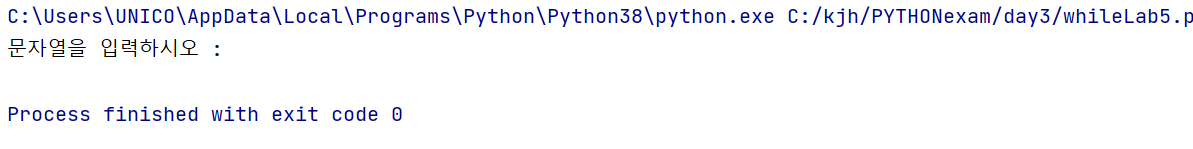 C:\Users\UNICO\AppData\Local\Programs\Python\Python38\python.exe C:/kjh/PYTHONexam/day3/whileLab5.p
문자열을 입력하시오 :
Process finished with exit code 0